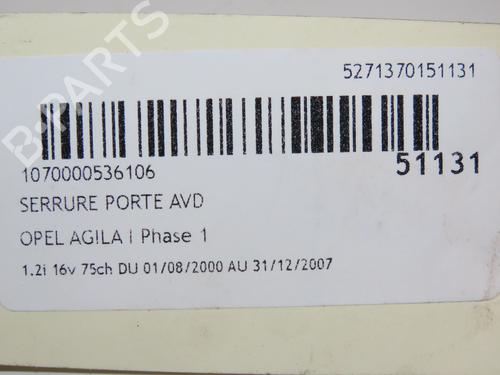 5271370151131
1070000536106
51131
SERRURE PORTE AVD
OPEL AGILA I Phase 1
1.2i 16v 75ch DU 01/08/2000 AU 31/12/2007
B-PARTS